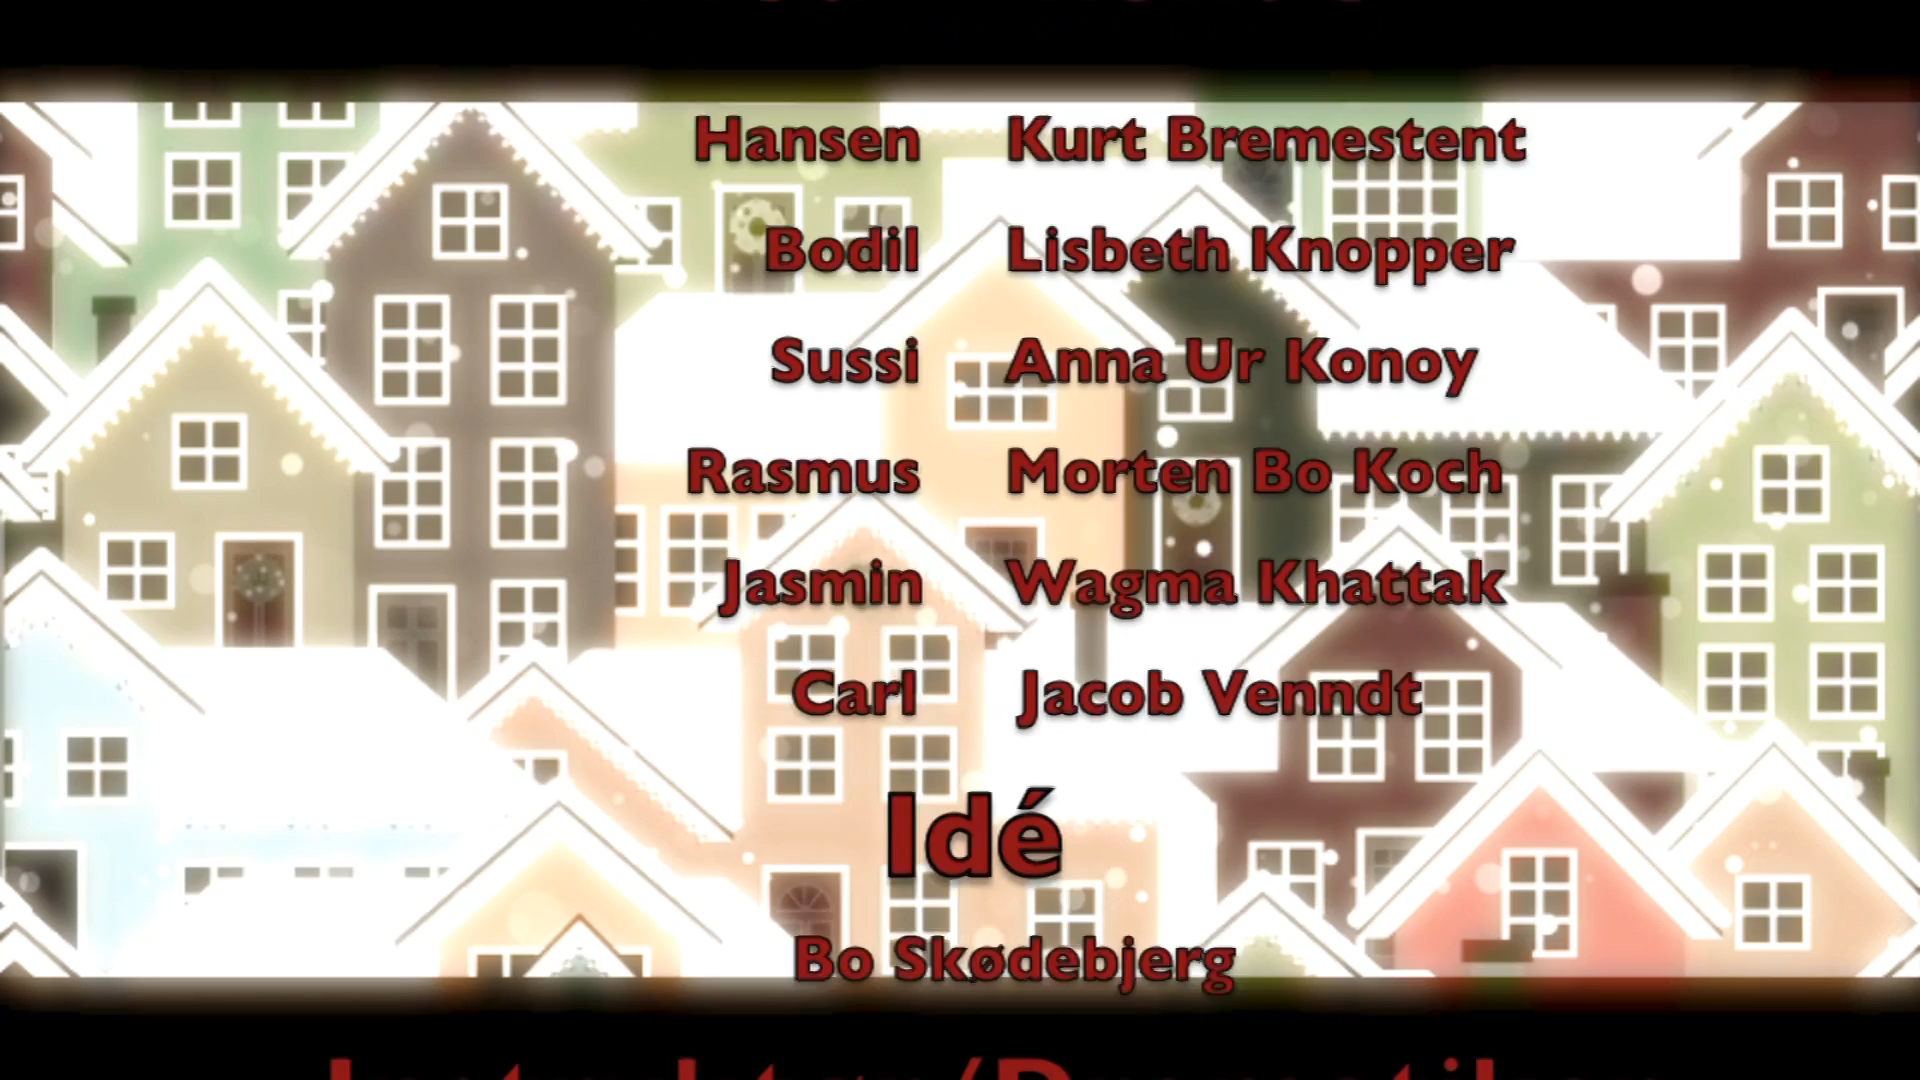 Hansen Kurt Bremestent
Bodil Lisbeth Knopper
Sussi Anna Ur Konoy
Rasmus Morten Bo Koch
Jasmin Wagma Khattak
Carl Jacob Venndt
Idé
Bo Skødebjerg